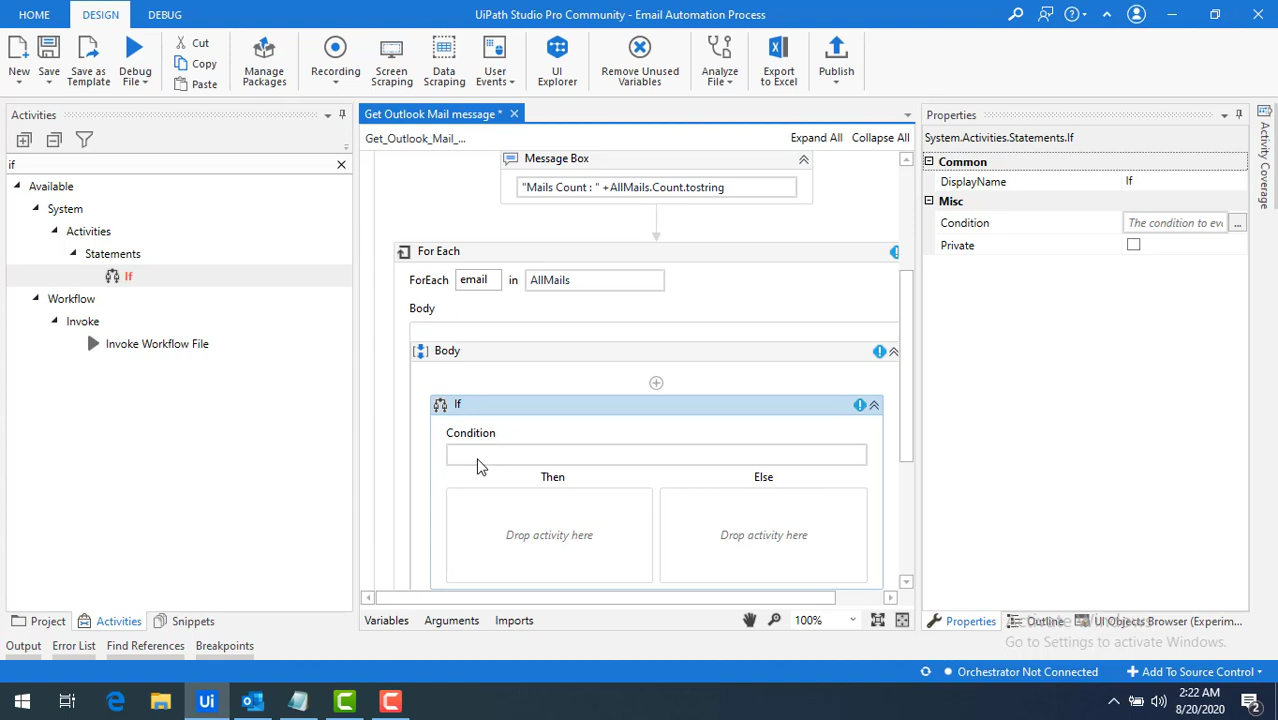 HOME
DESIGN
DEBUG
UiPath Studio Pro Community - Email Automation Process
New
Save
Save as Template
Debug File
Cut
Copy
Paste
Manage Packages
Recording
Screen Scraping
Data Scraping
User Events
UI Explorer
Remove Unused Variables
Analyze File
Export to Excel
Publish
Activities
if
Available
System
Activities
Statements
If
Workflow
Invoke
Invoke Workflow File
Project
Activities
Snippets
Get Outlook Mail message *
Get_Outlook_Mail_...
Expand All
Collapse All
Message Box
"Mails Count : " +AllMails.Count.tostring
For Each
ForEach email in AllMails
Body
Body
If
Condition
Then
Else
Drop activity here
Drop activity here
Variables
Arguments
Imports
100%
Properties
System.Activities.Statements.If
Common
DisplayName
If
Misc
Condition
The condition to ev
...
Private
Activity Coverage
Properties
Outline
UI Objects Browser (Experim...
Activate Windows
Go to Settings to activate Windows.
Output
Error List
Find References
Breakpoints
Orchestrator Not Connected
Add To Source Control
Ui
2:22 AM
8/20/2020
2